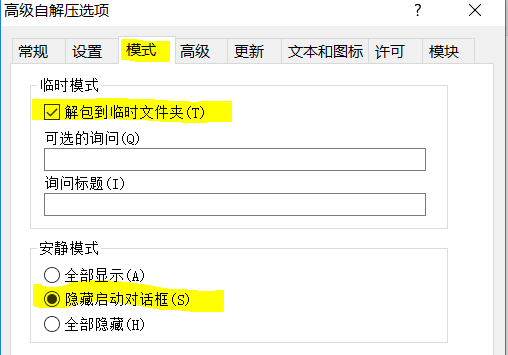 高级自解压选项
常规 设置 模式 高级 更新 文本和图标 许可 模块
临时模式
解包到临时文件夹(T)
可选的询问(Q)
询问标题(I)
安静模式
全部显示(A)
隐藏启动对话框(S)
全部隐藏(H)